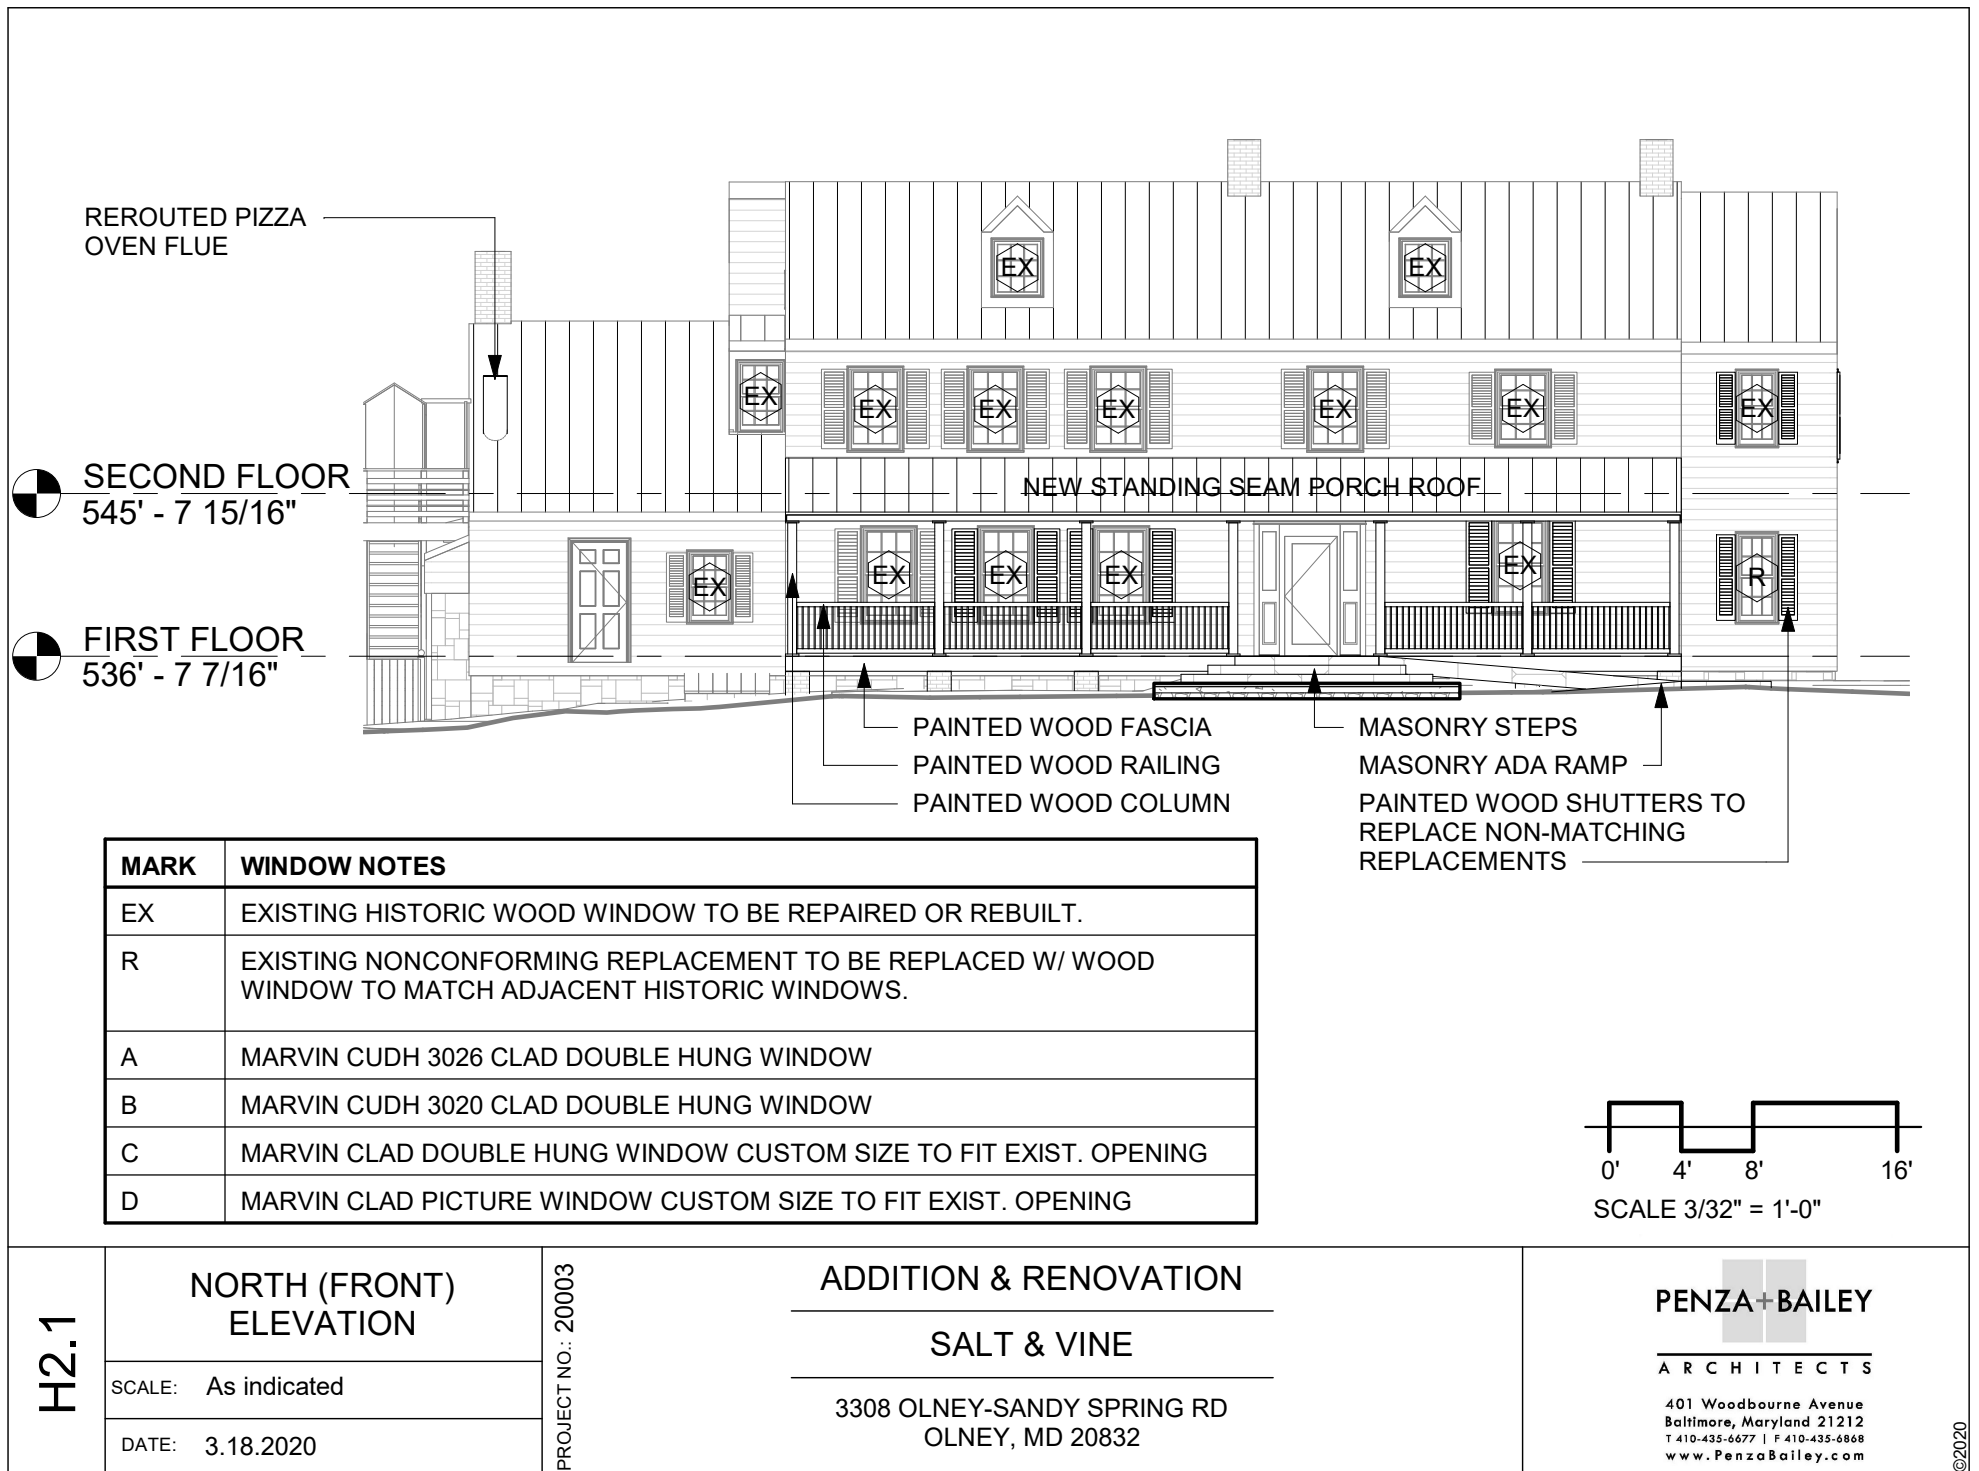 REROUTED PIZZA
OVEN FLUE
EX
EX
EX
EX
EX
EX
EX
EX
EX
SECOND FLOOR
545' - 7 15/16"
NEW STANDING SEAM PORCH ROOF
EX
EX
EX
EX
EX
R
FIRST FLOOR
536' - 7 7/16"
PAINTED WOOD FASCIA
PAINTED WOOD RAILING
PAINTED WOOD COLUMN
MASONRY STEPS
MASONRY ADA RAMP
PAINTED WOOD SHUTTERS TO
REPLACE NON-MATCHING
REPLACEMENTS
MARK WINDOW NOTES
EX EXISTING HISTORIC WOOD WINDOW TO BE REPAIRED OR REBUILT.
R EXISTING NONCONFORMING REPLACEMENT TO BE REPLACED W/ WOOD
WINDOW TO MATCH ADJACENT HISTORIC WINDOWS.
A MARVIN CUDH 3026 CLAD DOUBLE HUNG WINDOW
B MARVIN CUDH 3020 CLAD DOUBLE HUNG WINDOW
C MARVIN CLAD DOUBLE HUNG WINDOW CUSTOM SIZE TO FIT EXIST. OPENING
D MARVIN CLAD PICTURE WINDOW CUSTOM SIZE TO FIT EXIST. OPENING
0' 4' 8' 16'
SCALE 3/32" = 1'-0"
H2.1
NORTH (FRONT)
ELEVATION
SCALE: As indicated
DATE: 3.18.2020
PROJECT NO.: 20003
ADDITION & RENOVATION
SALT & VINE
3308 OLNEY-SANDY SPRING RD
OLNEY, MD 20832
PENZA+BAILEY
ARCHITECTS
401 Woodbourne Avenue
Baltimore, Maryland 21212
T 410-435-6677 | F 410-435-6868
www.PenzaBailey.com
©2020